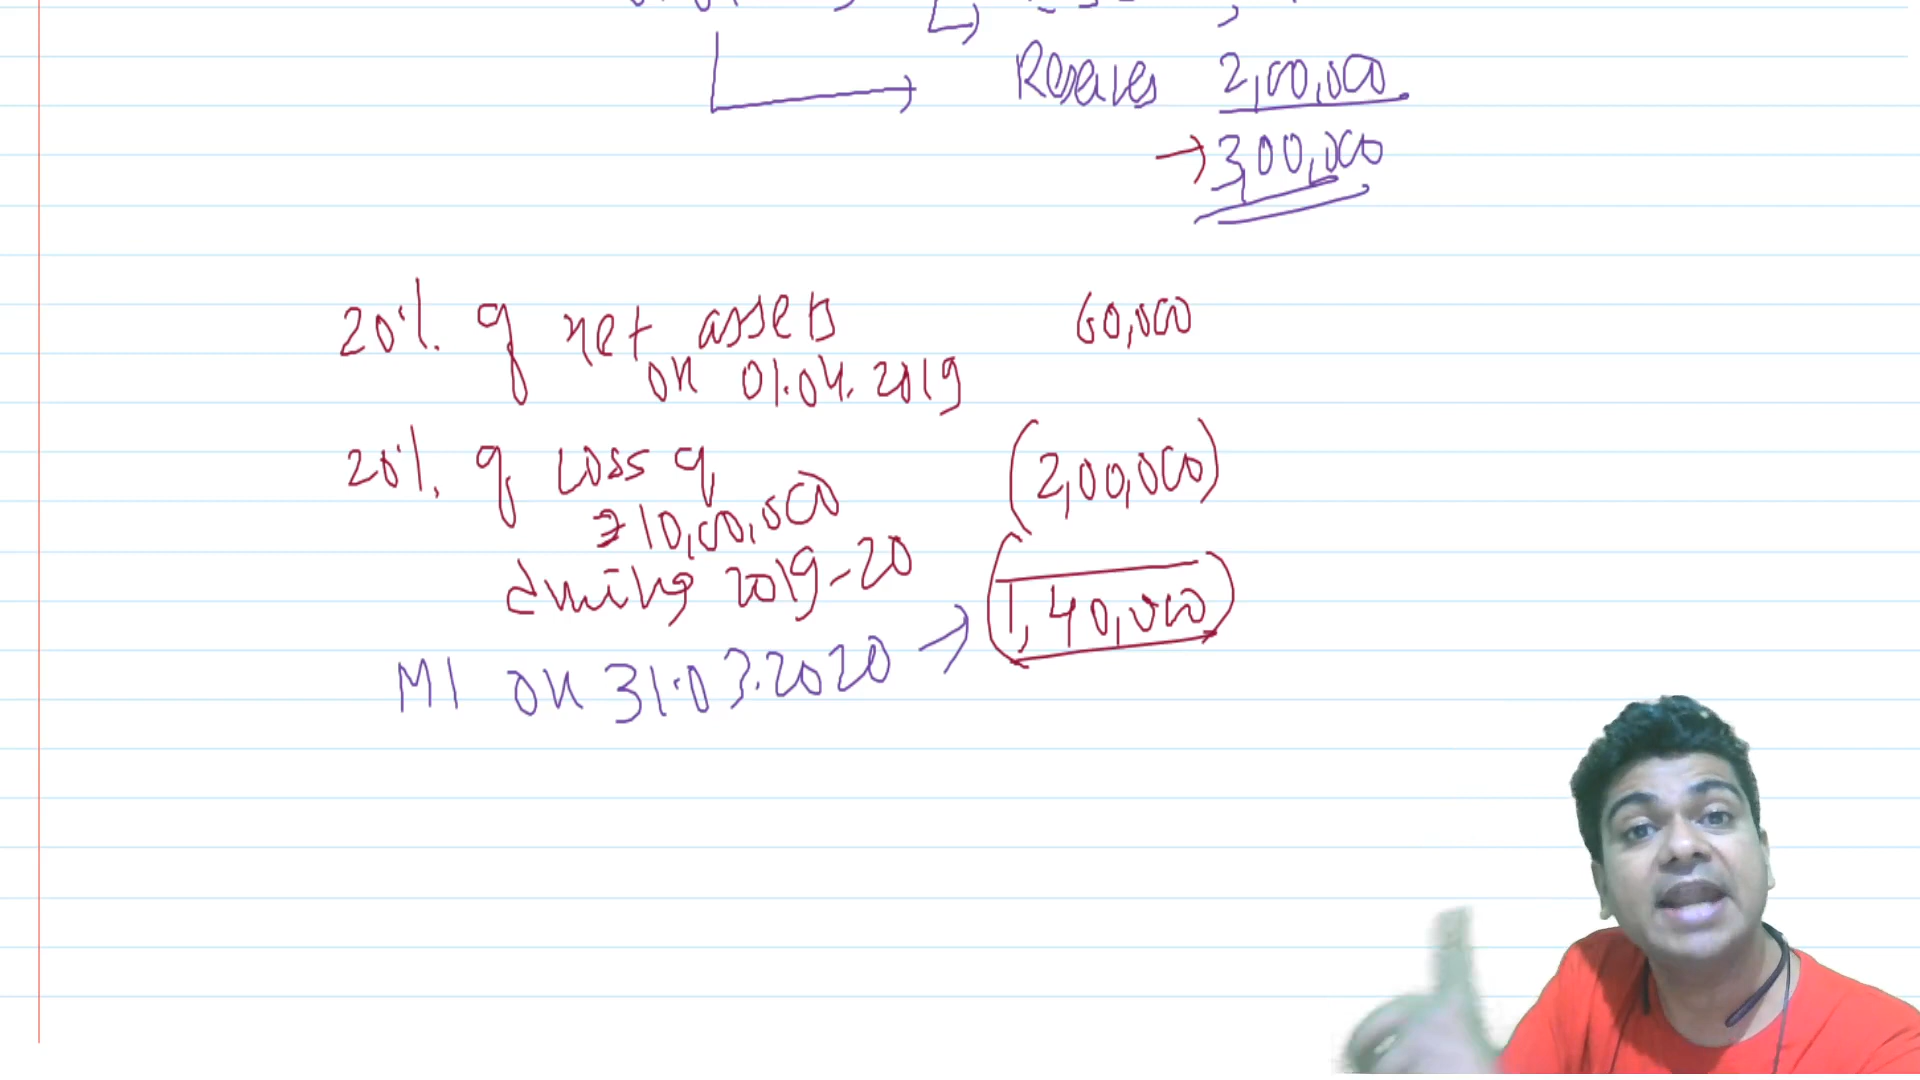 Reserves 2,00,000
→ 3,00,000
20%. of net assets 60,000
on 01.04.2019
20%. of loss of (2,00,000)
₹ 10,00,000
during 2019-20
(1,40,000)
MI on 31.03.2020 →